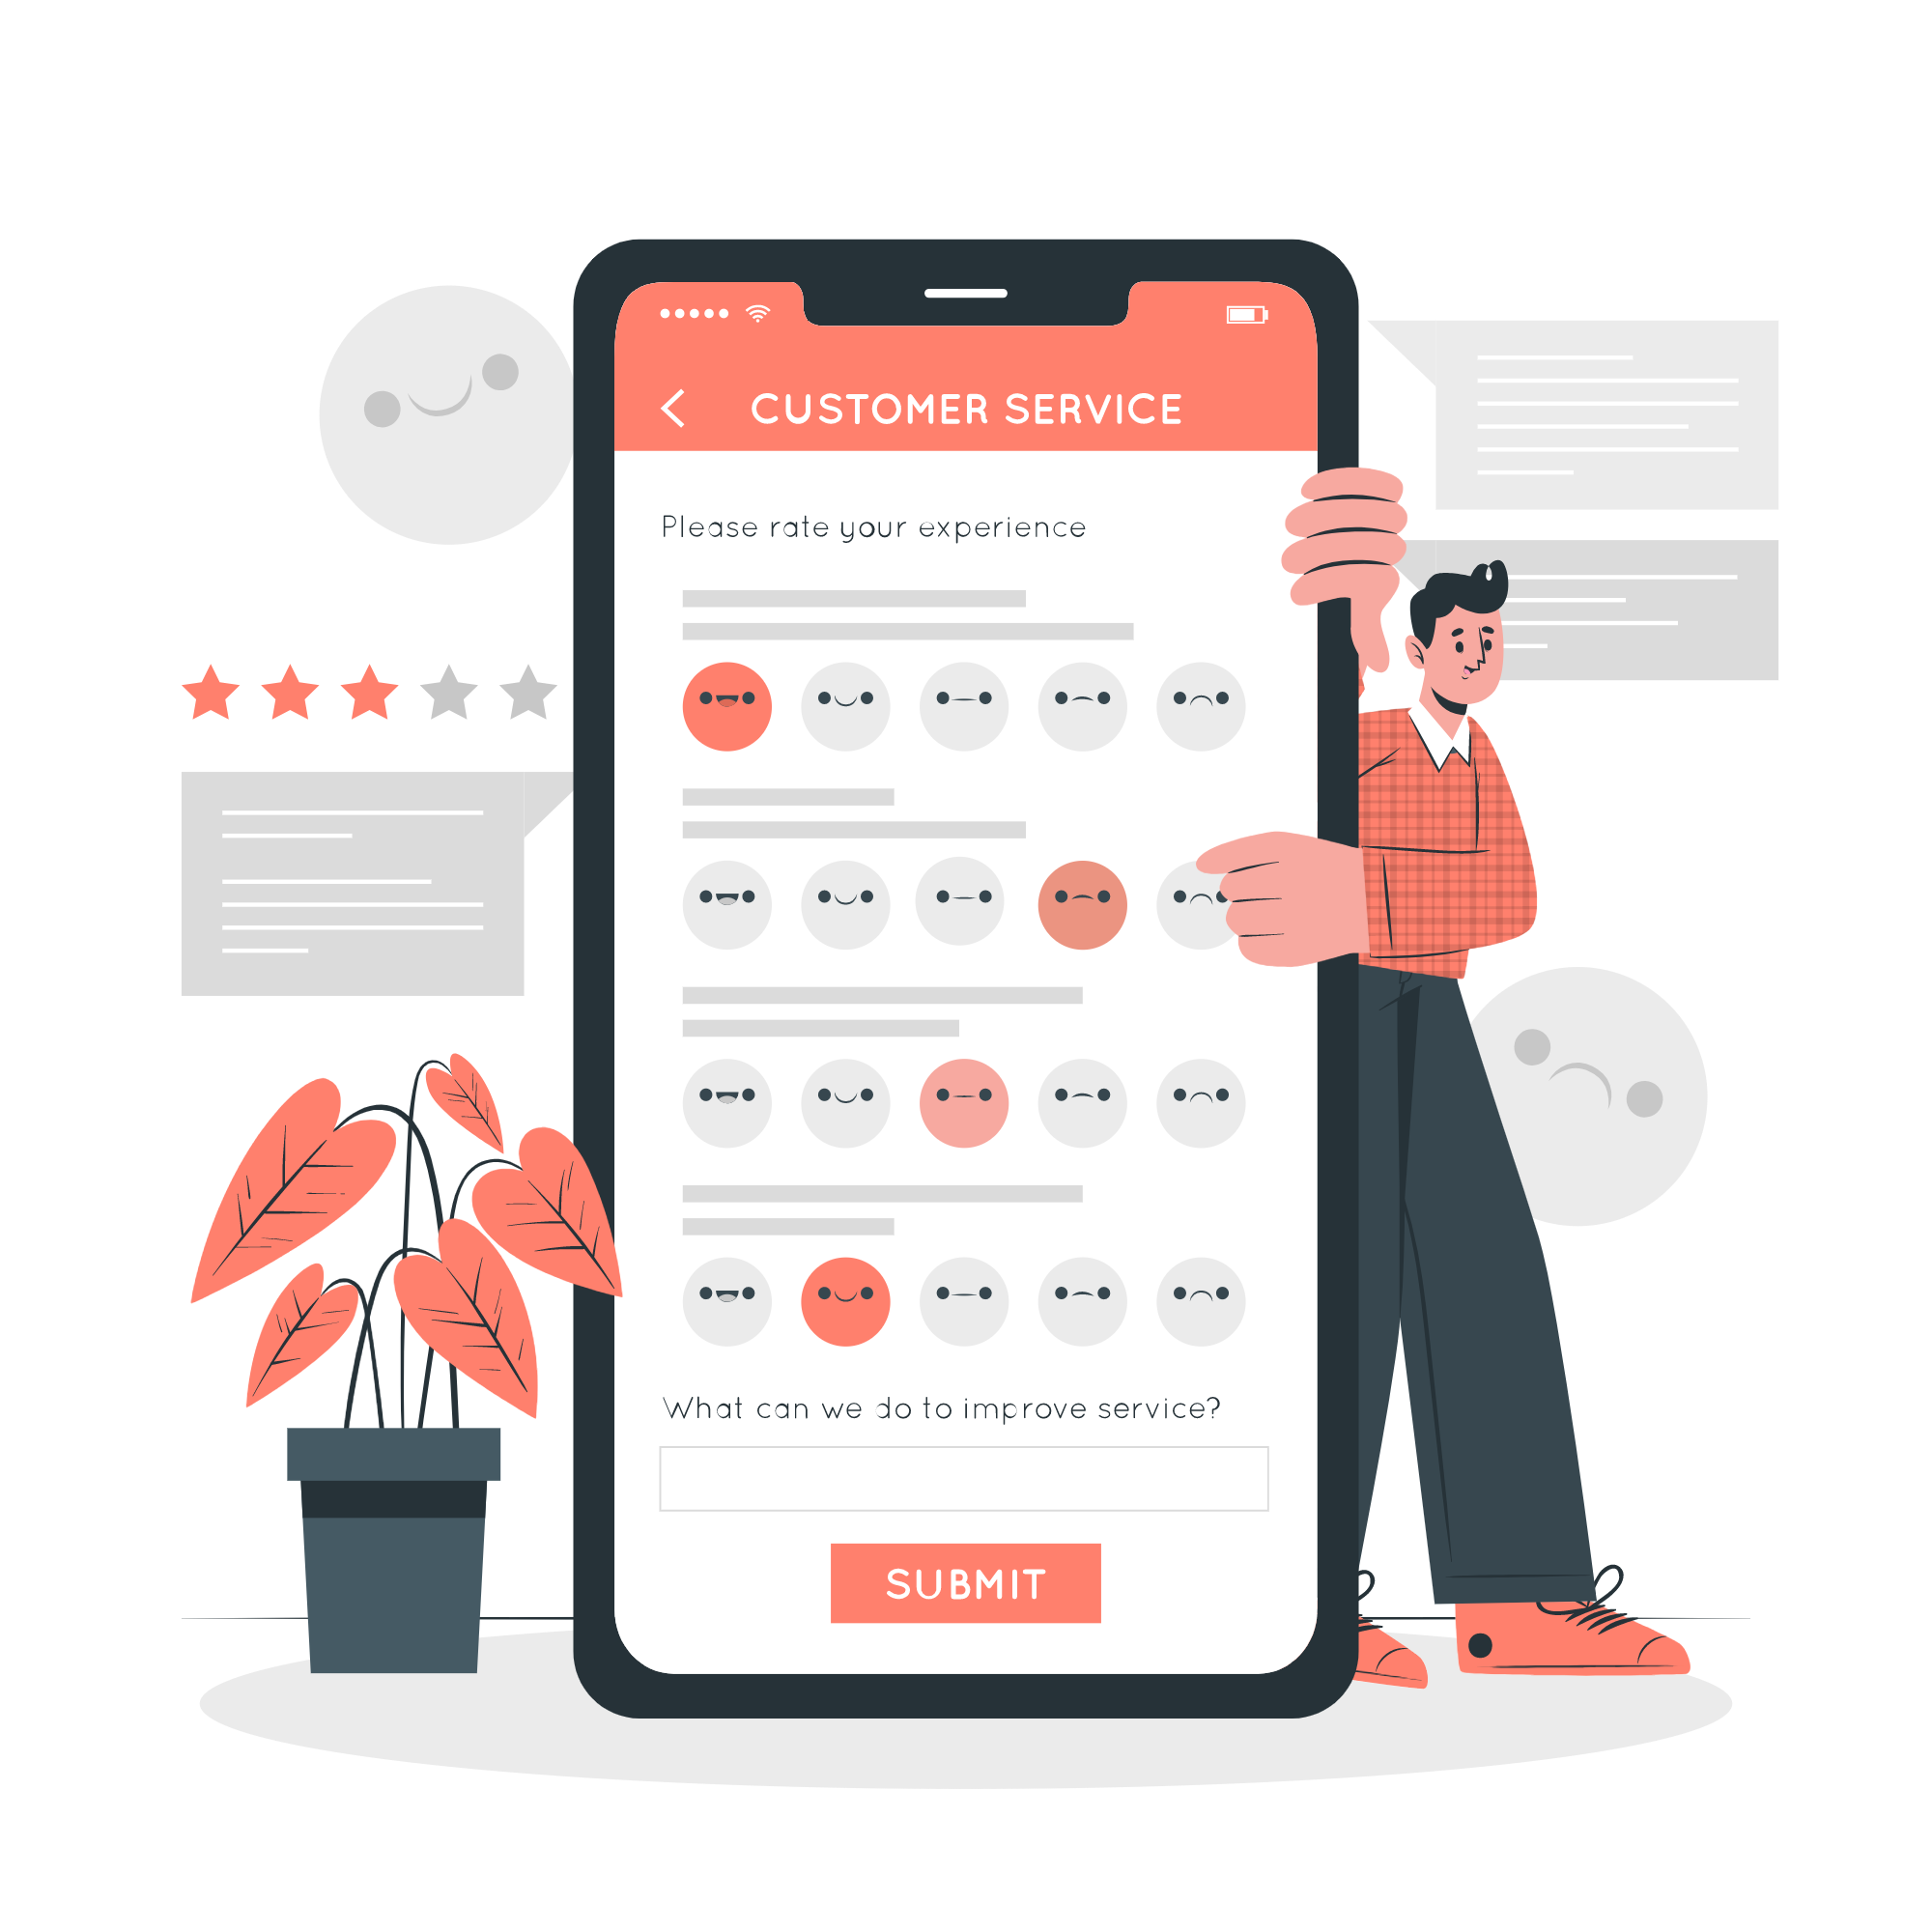 CUSTOMER SERVICE
Please rate your experience
What can we do to improve service?
SUBMIT